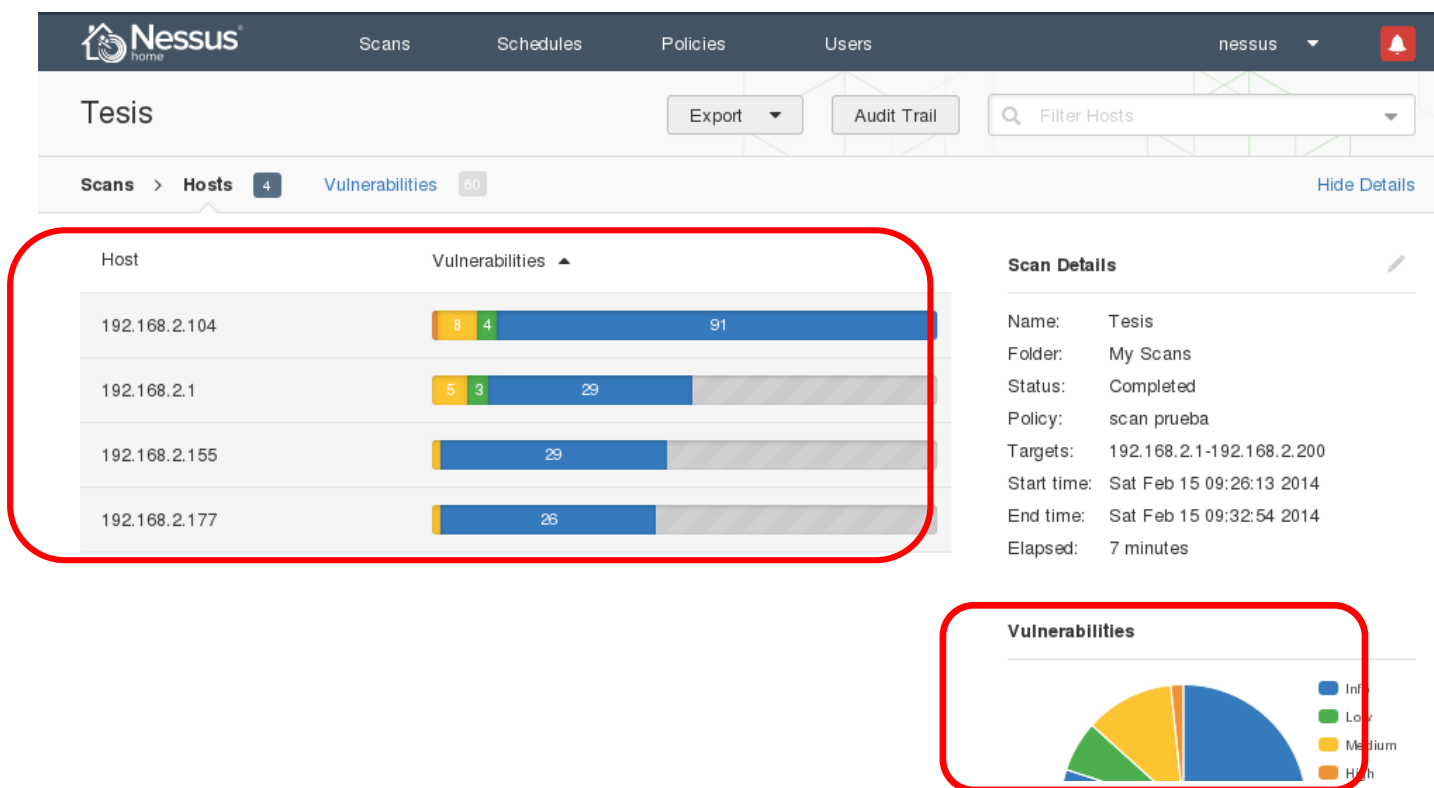 Nessus
home
Scans Schedules Policies Users nessus
Tesis Export Audit Trail Filter Hosts
Scans > Hosts 4 Vulnerabilities 60 Hide Details
Host Vulnerabilities
192.168.2.104 8 4 91
192.168.2.1 5 3 29
192.168.2.155 29
192.168.2.177 26
Scan Details
Name: Tesis
Folder: My Scans
Status: Completed
Policy: scan prueba
Targets: 192.168.2.1-192.168.2.200
Start time: Sat Feb 15 09:26:13 2014
End time: Sat Feb 15 09:32:54 2014
Elapsed: 7 minutes
Vulnerabilities
Info
Low
Medium
High